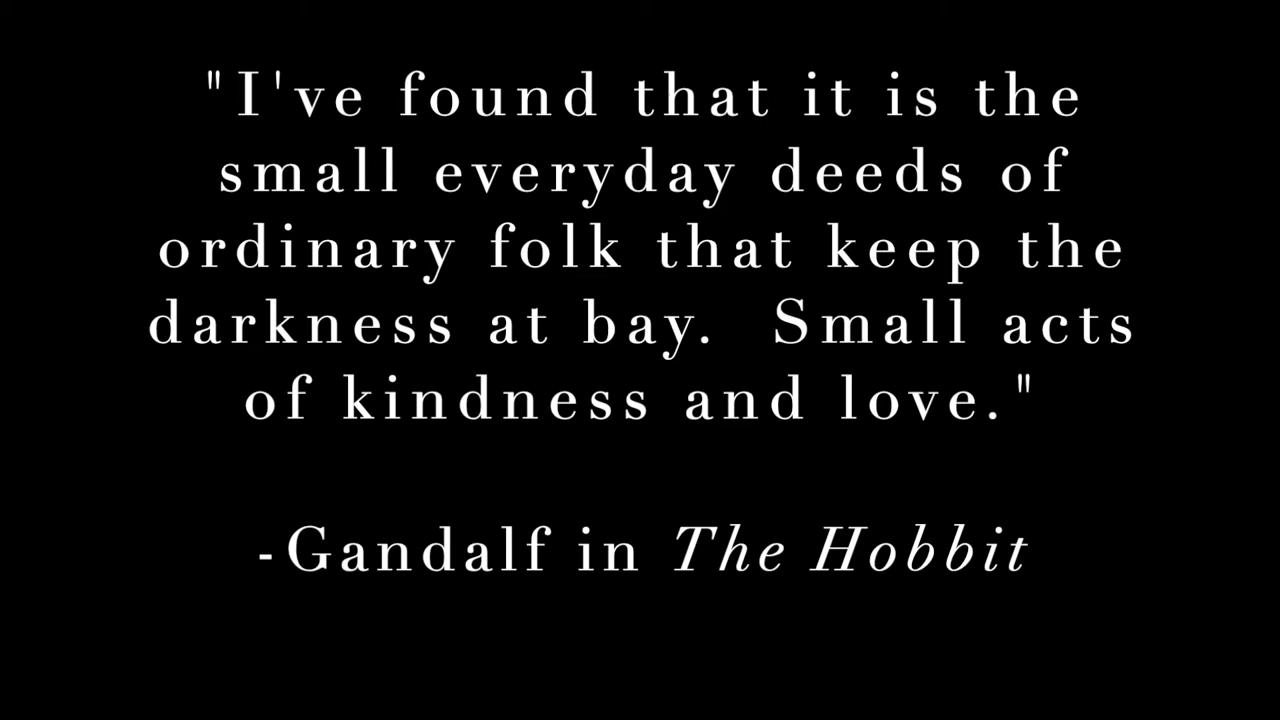 "I've found that it is the
small everyday deeds of
ordinary folk that keep the
darkness at bay.  Small acts
of kindness and love."
-Gandalf in The Hobbit